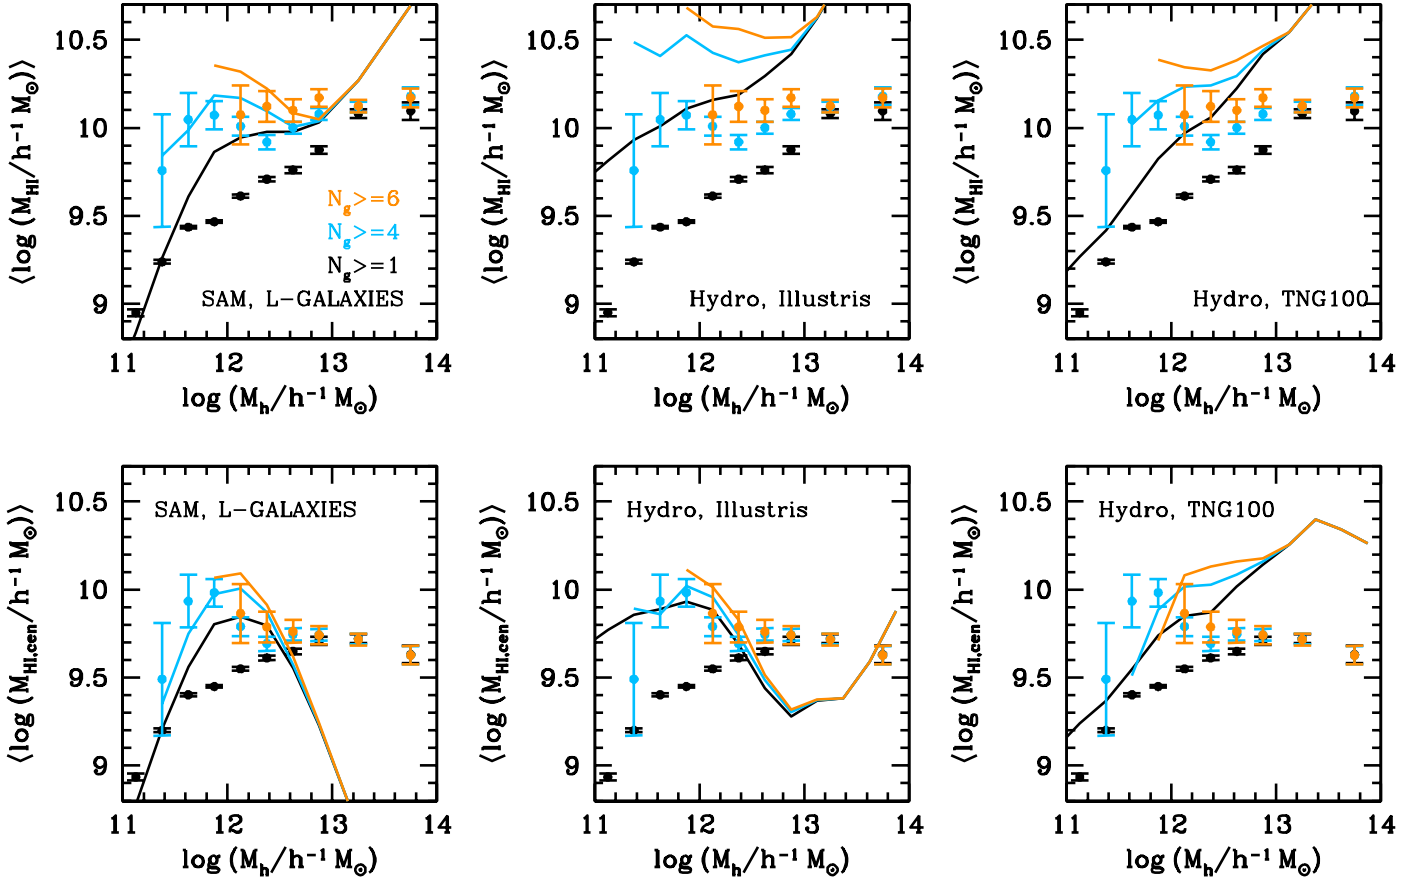 10.5
10
9.5
9
⟨log (M_HI/h⁻¹ M_⊙)⟩
N_g>=6
N_g>=4
N_g>=1
SAM, L-GALAXIES
11 12 13 14
log (M_h/h⁻¹ M_⊙)
10.5
10
9.5
9
⟨log (M_HI/h⁻¹ M_⊙)⟩
Hydro, Illustris
11 12 13 14
log (M_h/h⁻¹ M_⊙)
10.5
10
9.5
9
⟨log (M_HI/h⁻¹ M_⊙)⟩
Hydro, TNG100
11 12 13 14
log (M_h/h⁻¹ M_⊙)
10.5
10
9.5
9
⟨log (M_HI,cen/h⁻¹ M_⊙)⟩
SAM, L-GALAXIES
11 12 13 14
log (M_h/h⁻¹ M_⊙)
10.5
10
9.5
9
⟨log (M_HI,cen/h⁻¹ M_⊙)⟩
Hydro, Illustris
11 12 13 14
log (M_h/h⁻¹ M_⊙)
10.5
10
9.5
9
⟨log (M_HI,cen/h⁻¹ M_⊙)⟩
Hydro, TNG100
11 12 13 14
log (M_h/h⁻¹ M_⊙)